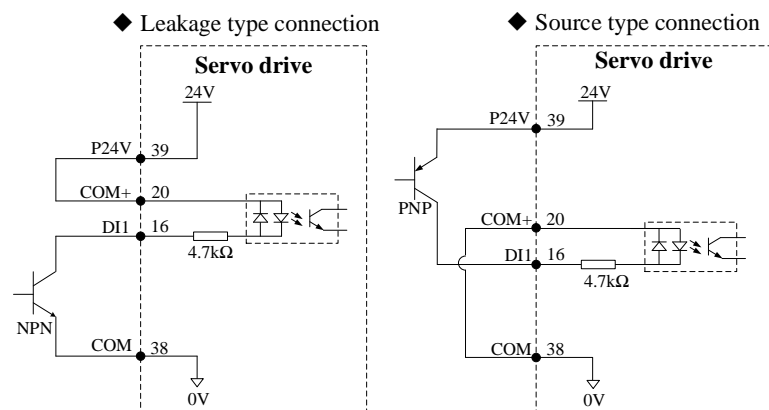 ◆ Leakage type connection
Servo drive
24V
P24V 39
COM+ 20
DI1 16
4.7kΩ
NPN
COM 38
0V
◆ Source type connection
Servo drive
24V
P24V 39
PNP
COM+ 20
DI1 16
4.7kΩ
COM 38
0V